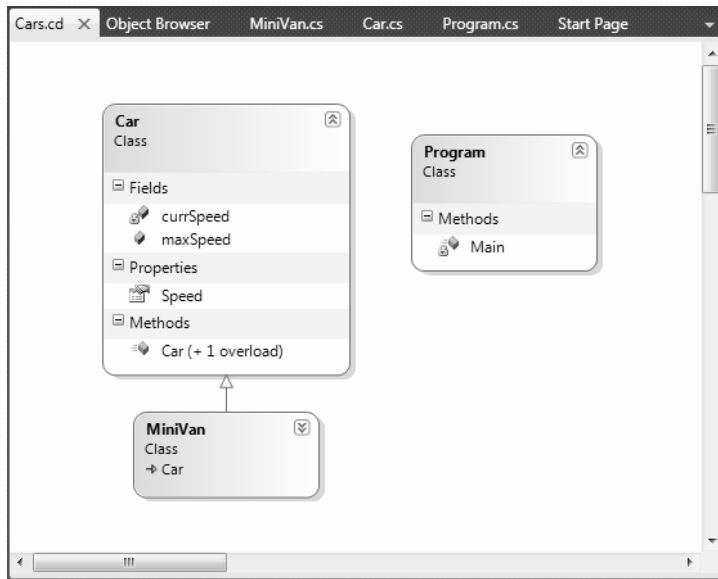 Cars.cd Object Browser MiniVan.cs Car.cs Program.cs Start Page
Car
Class
Fields
currSpeed
maxSpeed
Properties
Speed
Methods
Car (+ 1 overload)
Program
Class
Methods
Main
MiniVan
Class
Car